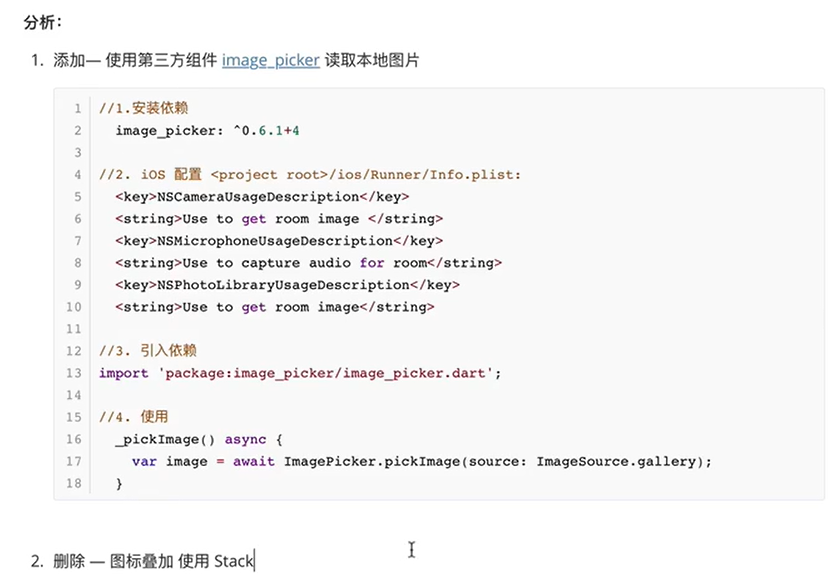 分析：
1. 添加— 使用第三方组件 image_picker 读取本地图片
1 //1.安装依赖
2 image_picker: ^0.6.1+4
3
4 //2. iOS 配置 <project root>/ios/Runner/Info.plist:
5 <key>NSCameraUsageDescription</key>
6 <string>Use to get room image </string>
7 <key>NSMicrophoneUsageDescription</key>
8 <string>Use to capture audio for room</string>
9 <key>NSPhotoLibraryUsageDescription</key>
10 <string>Use to get room image</string>
11
12 //3. 引入依赖
13 import 'package:image_picker/image_picker.dart';
14
15 //4. 使用
16 _pickImage() async {
17 var image = await ImagePicker.pickImage(source: ImageSource.gallery);
18 }
2. 删除 — 图标叠加 使用 Stack